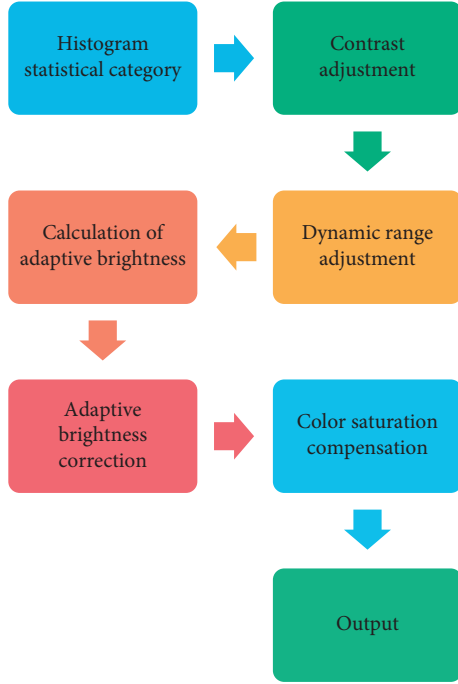 Histogram
statistical category
Contrast
adjustment
Dynamic range
adjustment
Calculation of
adaptive brightness
Adaptive
brightness
correction
Color saturation
compensation
Output